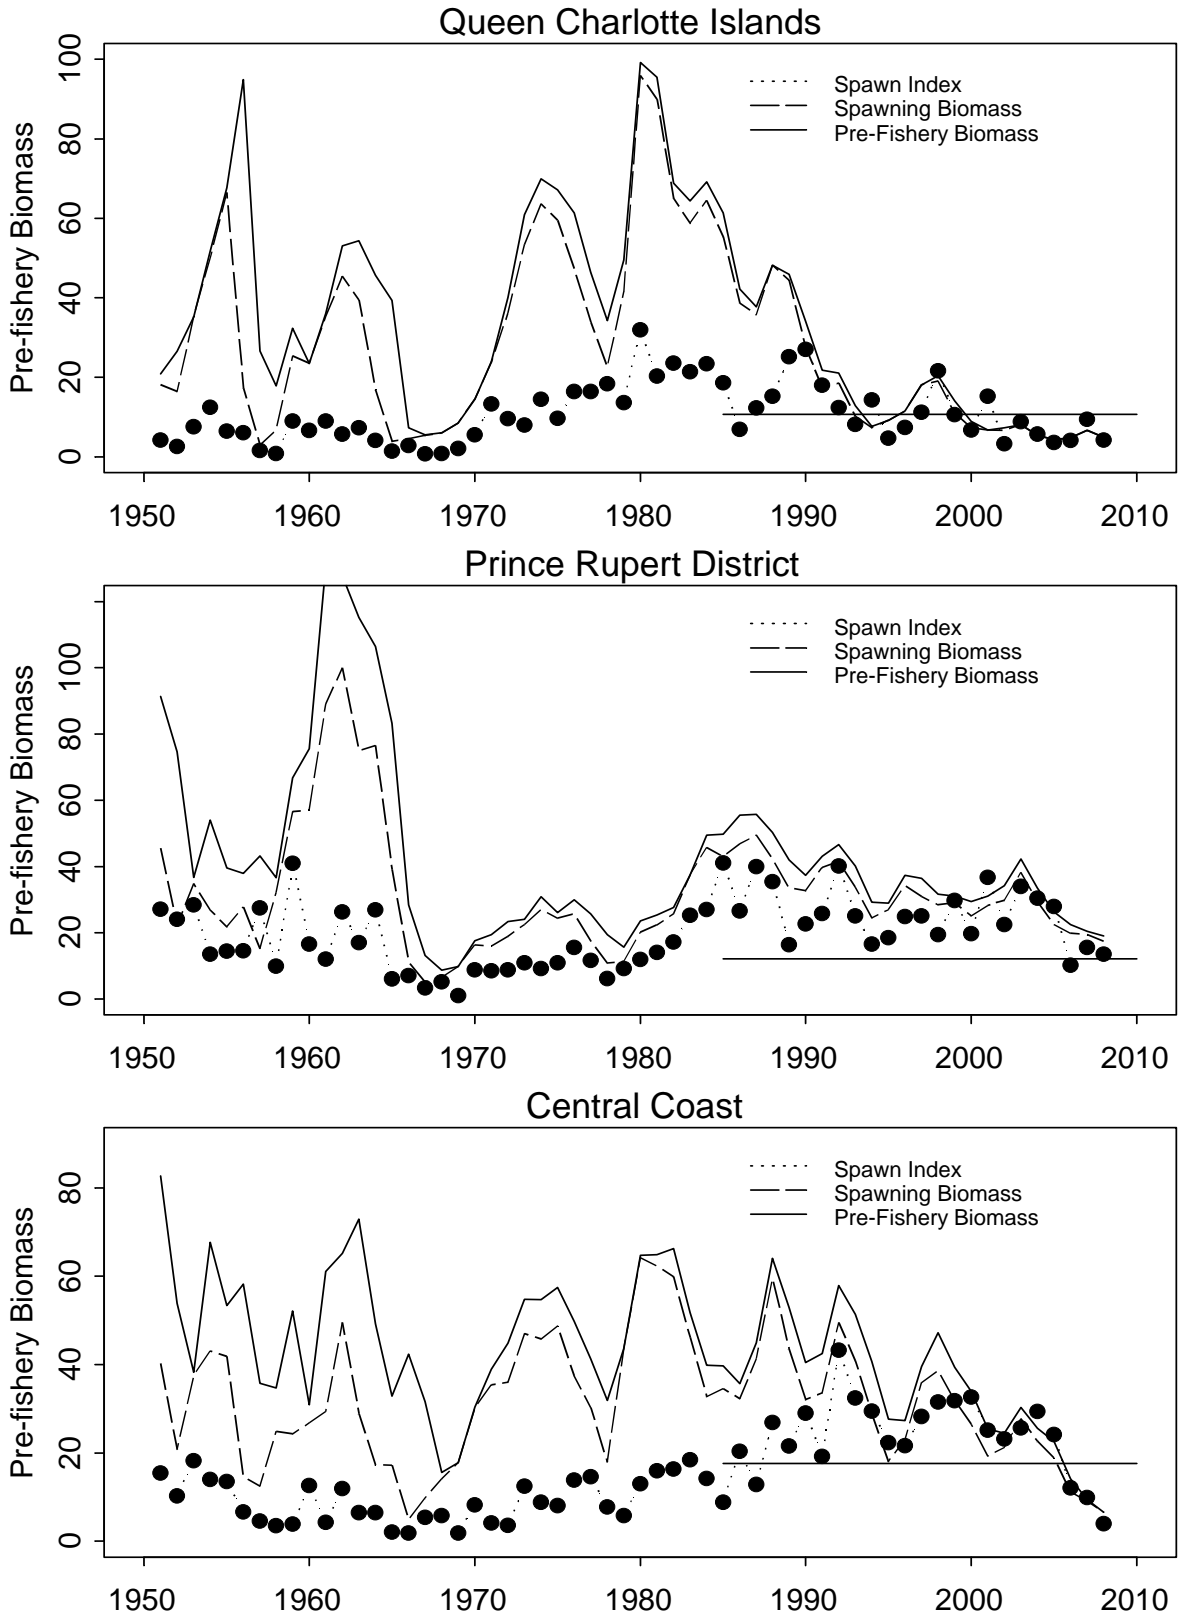 Queen Charlotte Islands
Pre-fishery Biomass
100
80
60
40
20
0
Spawn Index
Spawning Biomass
Pre-Fishery Biomass
1950 1960 1970 1980 1990 2000 2010
Prince Rupert District
Pre-fishery Biomass
100
80
60
40
20
0
Spawn Index
Spawning Biomass
Pre-Fishery Biomass
1950 1960 1970 1980 1990 2000 2010
Central Coast
Pre-fishery Biomass
80
60
40
20
0
Spawn Index
Spawning Biomass
Pre-Fishery Biomass
1950 1960 1970 1980 1990 2000 2010